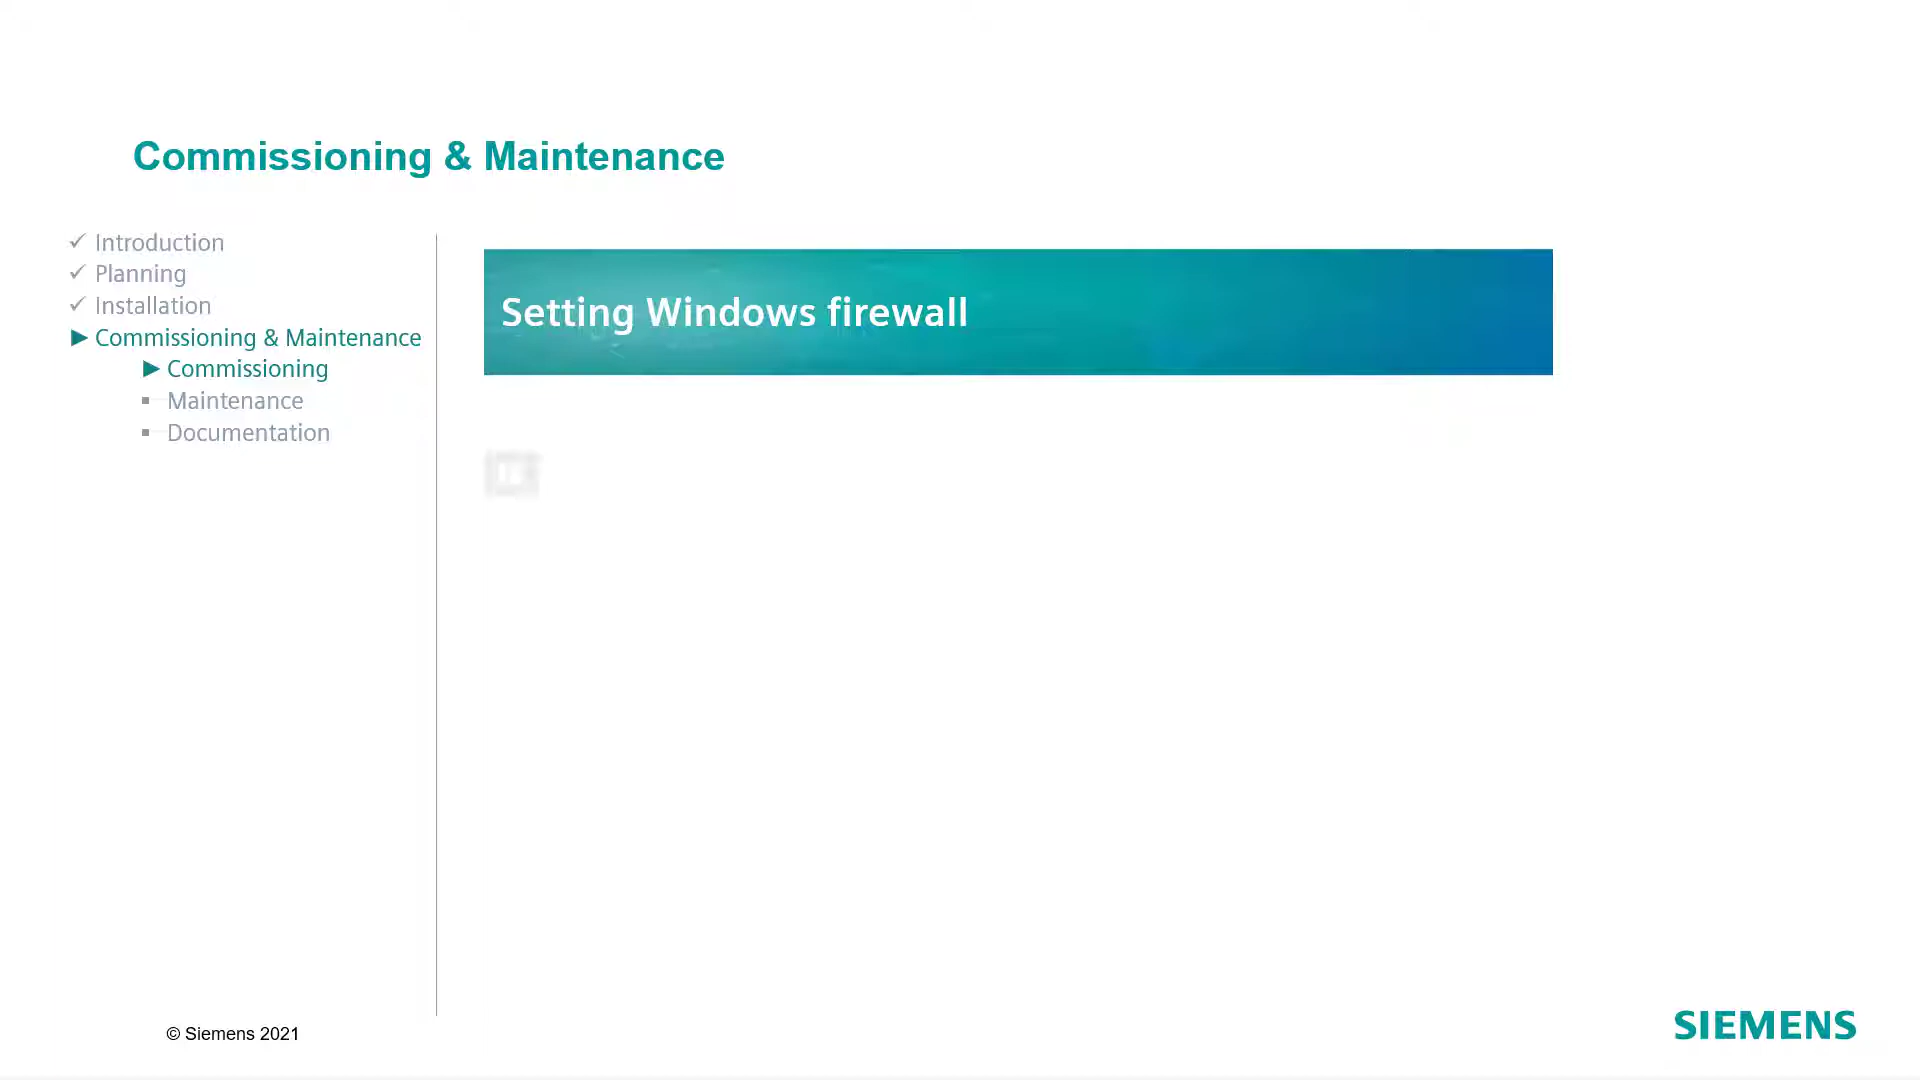 Commissioning & Maintenance
✓ Introduction
✓ Planning
✓ Installation
▶ Commissioning & Maintenance
▶ Commissioning
▪ Maintenance
▪ Documentation
Setting Windows firewall
© Siemens 2021
SIEMENS